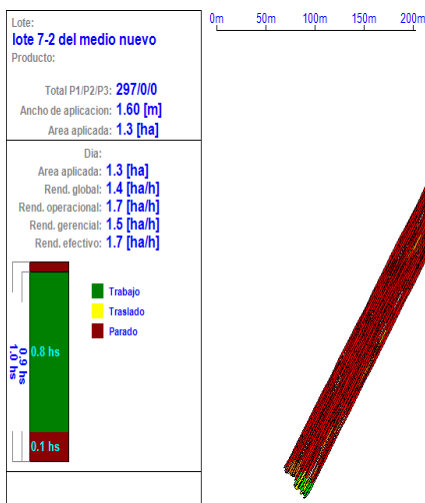 Lote:
lote 7-2 del medio nuevo
Producto:
Total P1/P2/P3: 297/0/0
Ancho de aplicacion: 1.60 [m]
Area aplicada: 1.3 [ha]
Dia:
Area aplicada: 1.3 [ha]
Rend. global: 1.4 [ha/h]
Rend. operacional: 1.7 [ha/h]
Rend. gerencial: 1.5 [ha/h]
Rend. efectivo: 1.7 [ha/h]
Trabajo
Traslado
Parado
0.8 hs
0.9 hs
1.0 hs
0.1 hs
0m 50m 100m 150m 200m